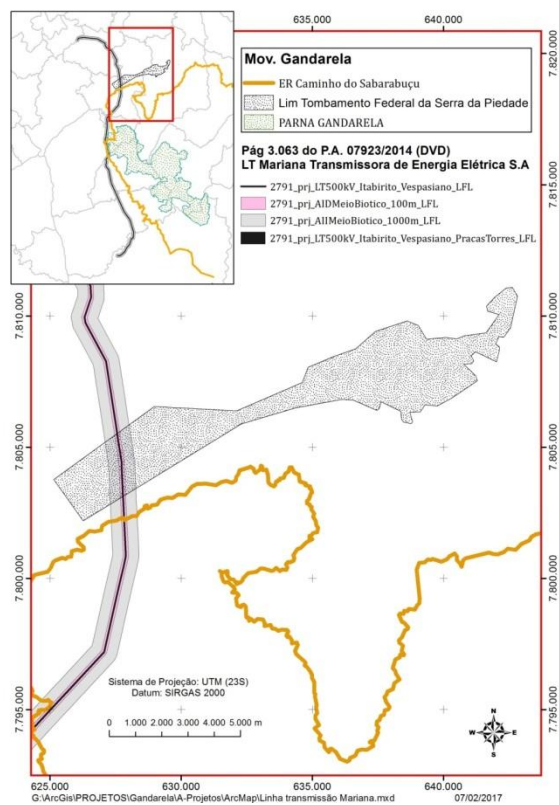 635.000
640.000
7.820.000
Mov. Gandarela
ER Caminho do Sabarabuçu
Lim Tombamento Federal da Serra da Piedade
PARNA GANDARELA
Pág 3.063 do P.A. 07923/2014 (DVD)
LT Mariana Transmissora de Energia Elétrica S.A
2791_prj_LT500kV_Itabirito_Vespasiano_LFL
2791_prj_AIDMeioBiotico_100m_LFL
2791_prj_AIIMeioBiotico_1000m_LFL
2791_prj_LT500kV_Itabirito_Vespasiano_PracasTorres_LFL
7.815.000
7.810.000
7.810.000
7.805.000
7.805.000
7.800.000
7.800.000
7.795.000
7.795.000
Sistema de Projeção: UTM (23S)
Datum: SIRGAS 2000
0 1.000 2.000 3.000 4.000 5.000 m
N
W E
S
625.000
630.000
635.000
640.000
G:\ArcGis\PROJETOS\Gandarela\A-Projetos\ArcMap\Linha transmissão Mariana.mxd 07/02/2017